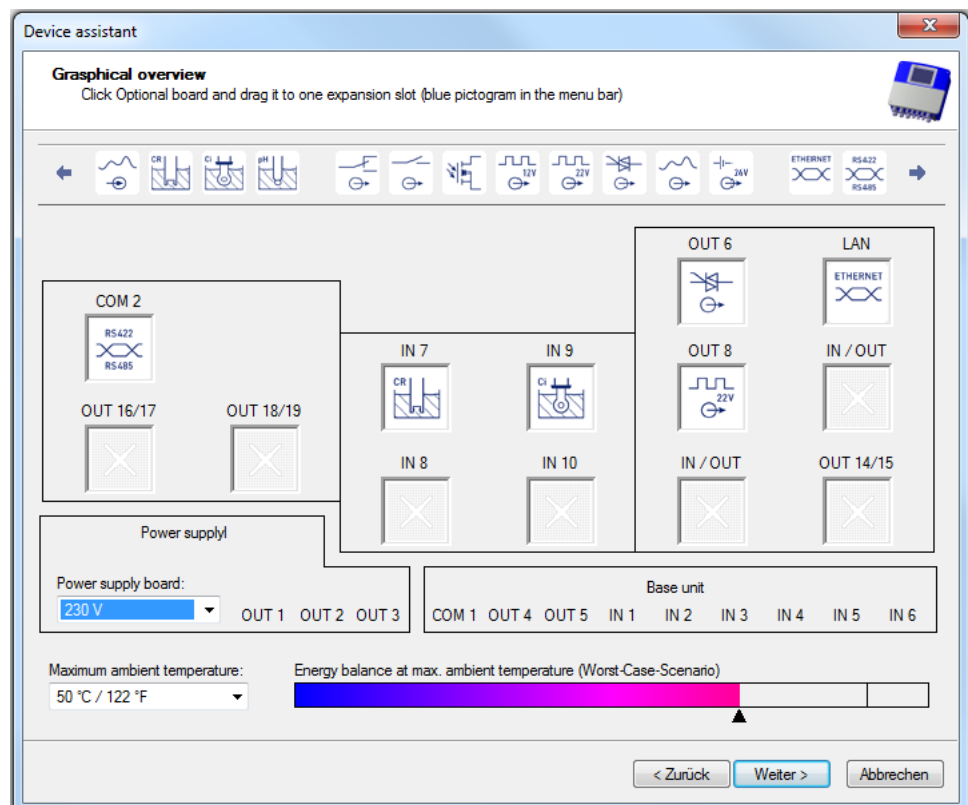 Device assistant
Grasphical overview
Click Optional board and drag it to one expansion slot (blue pictogram in the menu bar)
CR Ci pH 12V 22V 24V ETHERNET RS422
RS485
OUT 6 LAN
ETHERNET
COM 2
RS422
RS485
IN 7 IN 9 OUT 8 IN / OUT
CR Ci 22V
OUT 16/17 OUT 18/19
IN 8 IN 10 IN / OUT OUT 14/15
Power supplyl
Power supply board:
230 V
OUT 1 OUT 2 OUT 3
Base unit
COM 1 OUT 4 OUT 5 IN 1 IN 2 IN 3 IN 4 IN 5 IN 6
Maximum ambient temperature:
50 °C / 122 °F
Energy balance at max. ambient temperature (Worst-Case-Scenario)
< Zurück Weiter > Abbrechen